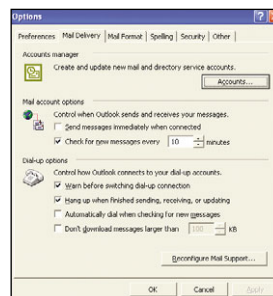 Options
Preferences Mail Delivery Mail Format Spelling Security Other
Accounts manager
Create and update new mail and directory service accounts.
Accounts...
Mail account options
Control when Outlook sends and receives your messages.
Send messages immediately when connected
Check for new messages every 10 minutes
Dial-up options
Control how Outlook connects to your dial-up accounts.
Warn before switching dial-up connection
Hang up when finished sending, receiving, or updating
Automatically dial when checking for new messages
Don't download messages larger than 100 KB
Reconfigure Mail Support...
OK Cancel Apply